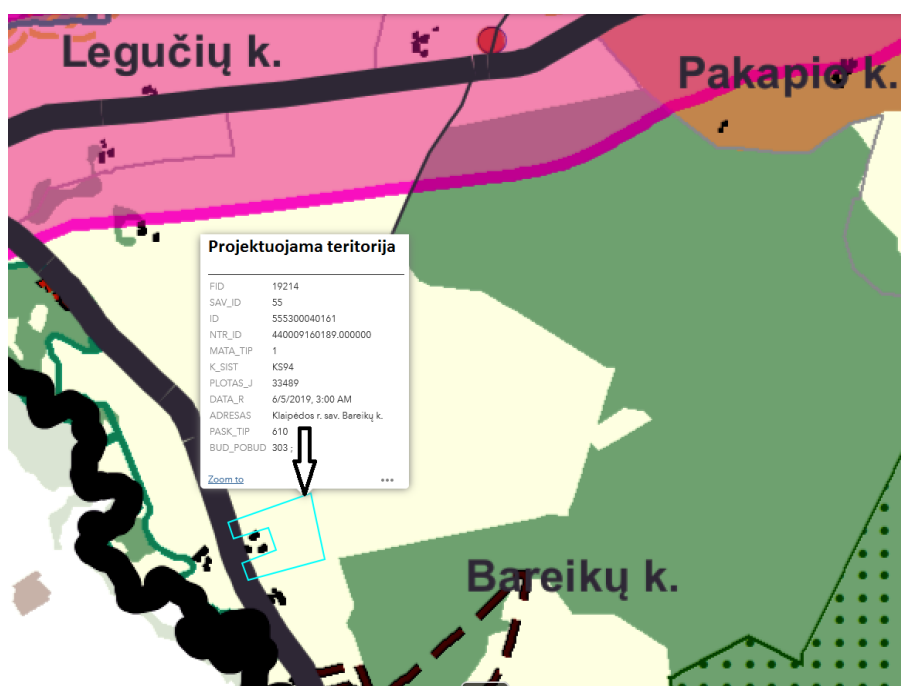 Legučių k.
Pakapio k.
Projektuojama teritorija
FID 19214
SAV_ID 55
ID 555300040161
NTR_ID 440009160189.000000
MATA_TIP 1
K_SIST KS94
PLOTAS_J 33489
DATA_R 6/5/2019, 3:00 AM
ADRESAS Klaipėdos r. sav. Bareikų k.
PASK_TIP 610
BUD_POBUD 303 ;
Zoom to
Bareikų k.